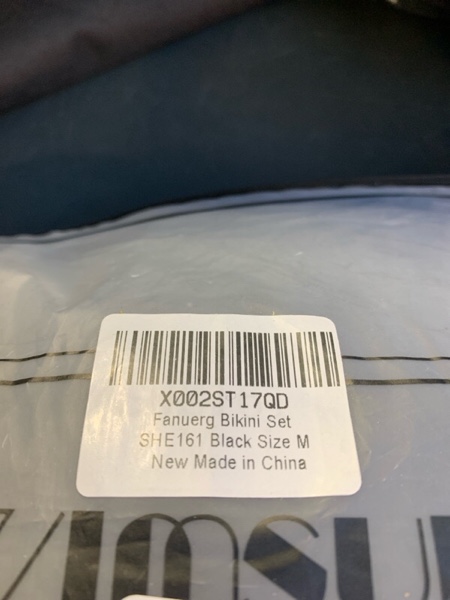 X002ST17QD
Fanuerg Bikini Set
SHE161 Black Size M
New Made in China